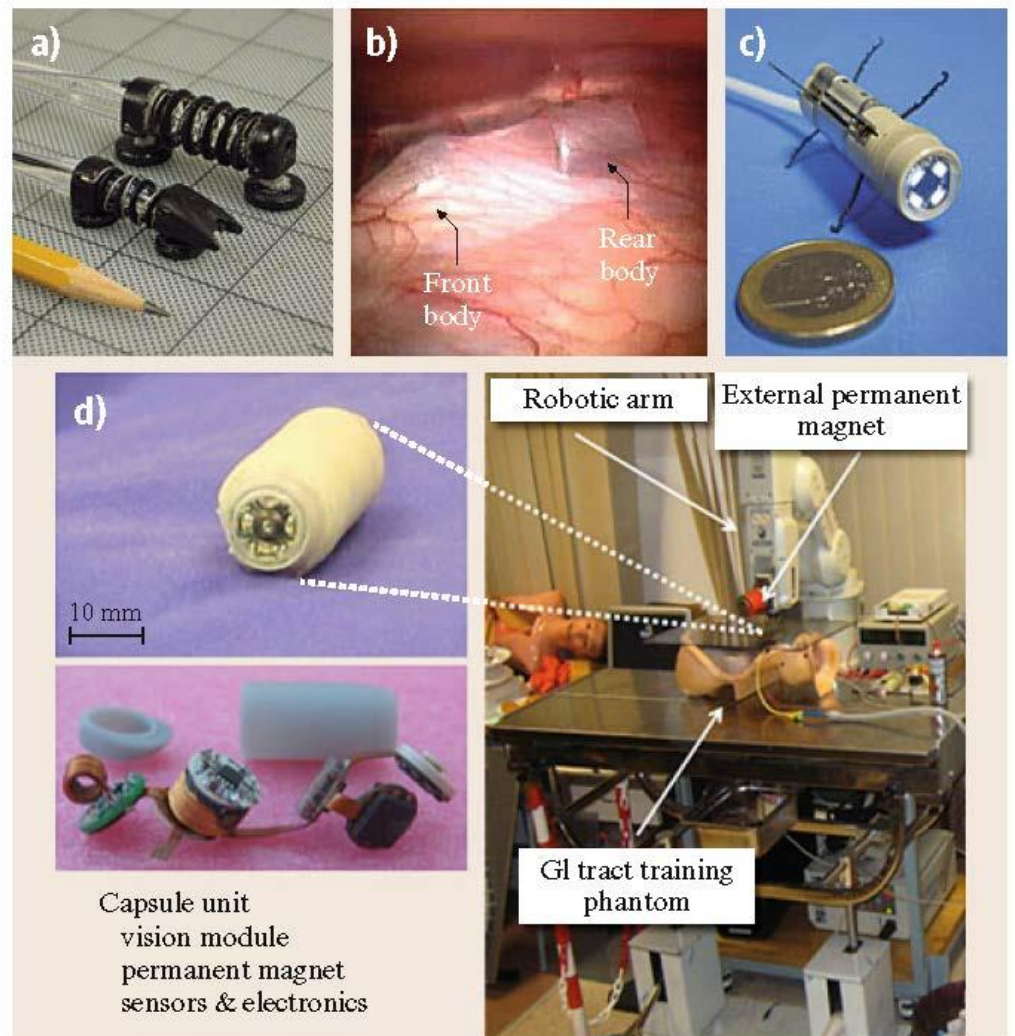 a)
b)
c)
Front
body
Rear
body
d)
10 mm
Robotic arm
External permanent
magnet
GI tract training
phantom
Capsule unit
vision module
permanent magnet
sensors & electronics